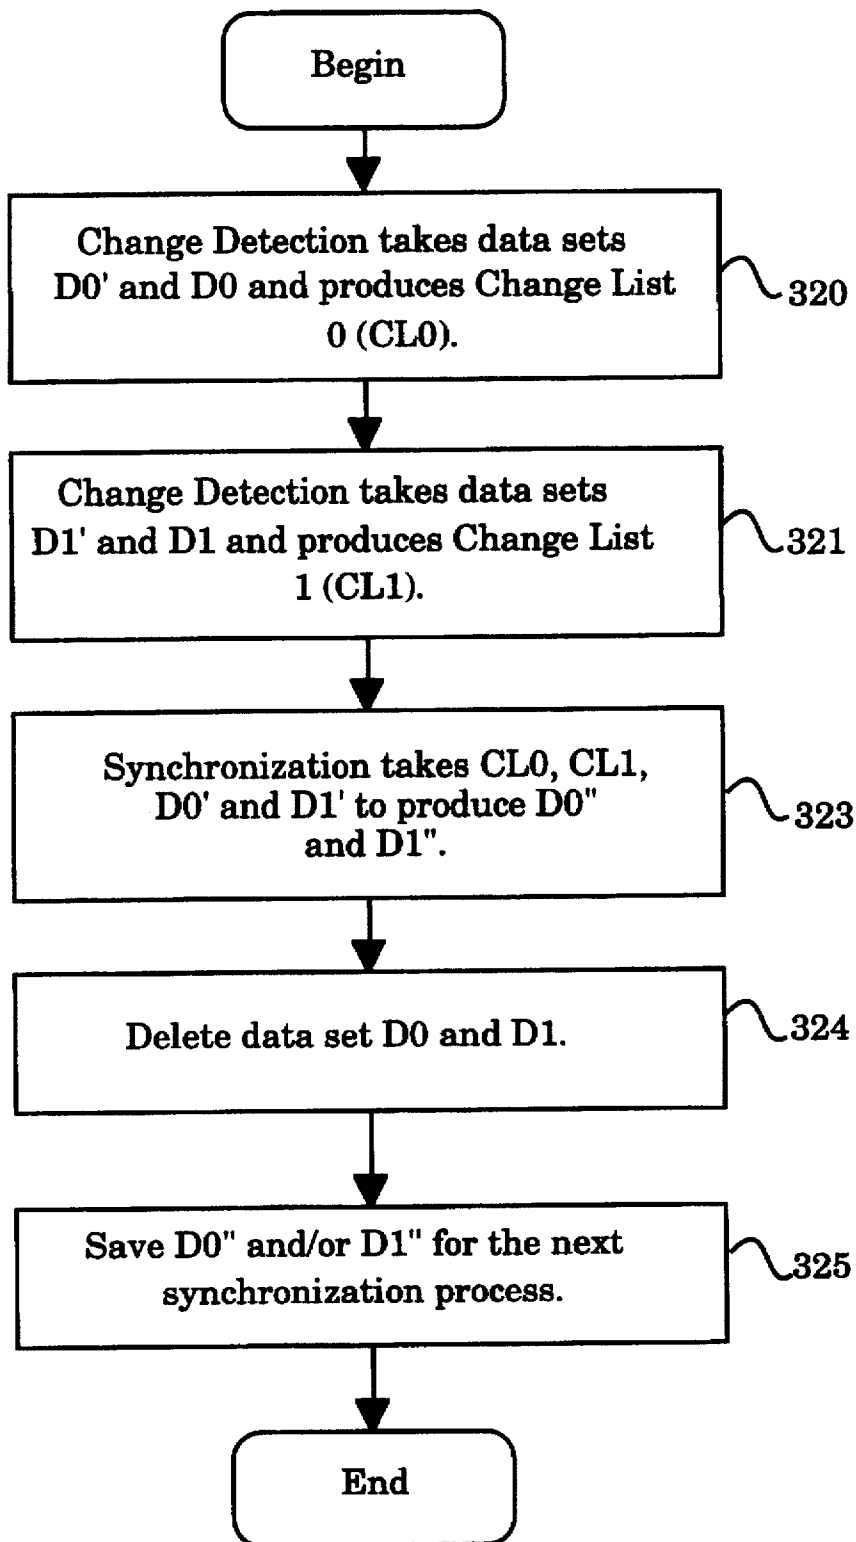 Begin
Change Detection takes data sets
D0' and D0 and produces Change List
0 (CL0).
320
Change Detection takes data sets
D1' and D1 and produces Change List
1 (CL1).
321
Synchronization takes CL0, CL1,
D0' and D1' to produce D0"
and D1".
323
Delete data set D0 and D1.
324
Save D0" and/or D1" for the next
synchronization process.
325
End